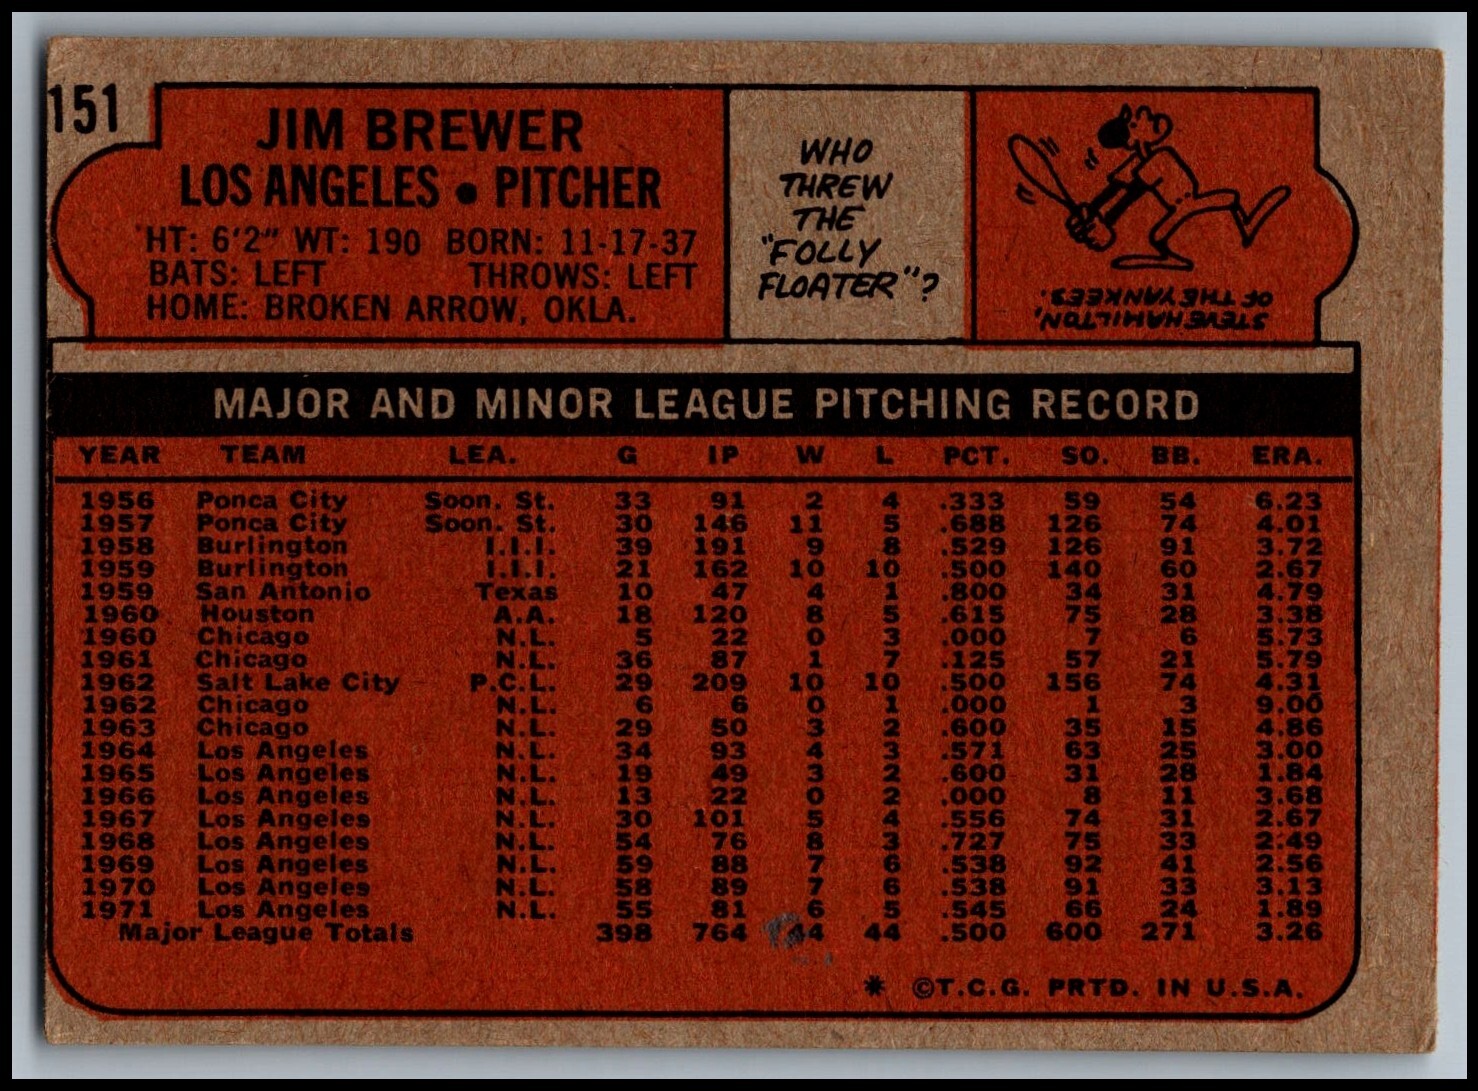 151
JIM BREWER
LOS ANGELES • PITCHER
HT: 6'2" WT: 190 BORN: 11-17-37
BATS: LEFT THROWS: LEFT
HOME: BROKEN ARROW, OKLA.
WHO
THREW
THE
"FOLLY
FLOATER"?
STEVE HAMILTON,
OF THE YANKEES.
MAJOR AND MINOR LEAGUE PITCHING RECORD
YEAR TEAM LEA. G IP W L PCT. SO. BB. ERA.
1956 Ponca City Soon. St. 33 91 2 4 .333 59 54 6.23
1957 Ponca City Soon. St. 30 146 11 5 .688 126 74 4.01
1958 Burlington I.I.I. 39 191 9 8 .529 126 91 3.72
1959 Burlington I.I.I. 21 162 10 10 .500 140 60 2.67
1959 San Antonio Texas 10 47 4 1 .800 34 31 4.79
1960 Houston A.A. 18 120 8 5 .615 75 28 3.38
1960 Chicago N.L. 5 22 0 3 .000 7 6 5.73
1961 Chicago N.L. 36 87 1 7 .125 57 21 5.79
1962 Salt Lake City P.C.L. 29 209 10 10 .500 156 74 4.31
1962 Chicago N.L. 6 6 0 1 .000 1 3 9.00
1963 Chicago N.L. 29 50 3 2 .600 35 15 4.86
1964 Los Angeles N.L. 34 93 4 3 .571 63 25 3.00
1965 Los Angeles N.L. 19 49 3 2 .600 31 28 1.84
1966 Los Angeles N.L. 13 22 0 2 .000 8 11 3.68
1967 Los Angeles N.L. 30 101 5 4 .556 74 31 2.67
1968 Los Angeles N.L. 54 76 8 3 .727 75 33 2.49
1969 Los Angeles N.L. 59 88 7 6 .538 92 41 2.56
1970 Los Angeles N.L. 58 89 7 6 .538 91 33 3.13
1971 Los Angeles N.L. 55 81 6 5 .545 66 24 1.89
Major League Totals 398 764 44 44 .500 600 271 3.26
* ©T.C.G. PRTD. IN U.S.A.